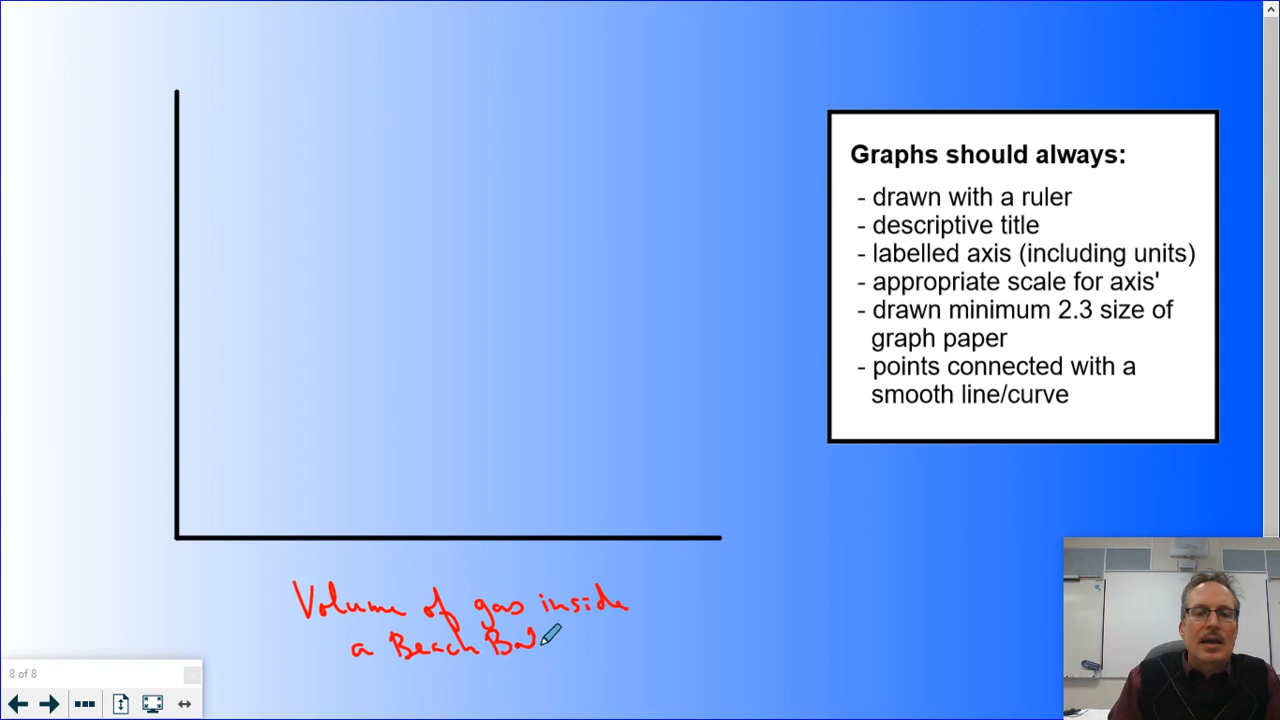 Graphs should always:
- drawn with a ruler
- descriptive title
- labelled axis (including units)
- appropriate scale for axis'
- drawn minimum 2.3 size of
graph paper
- points connected with a
smooth line/curve
Volume of gas inside
a Beach Bal
8 of 8